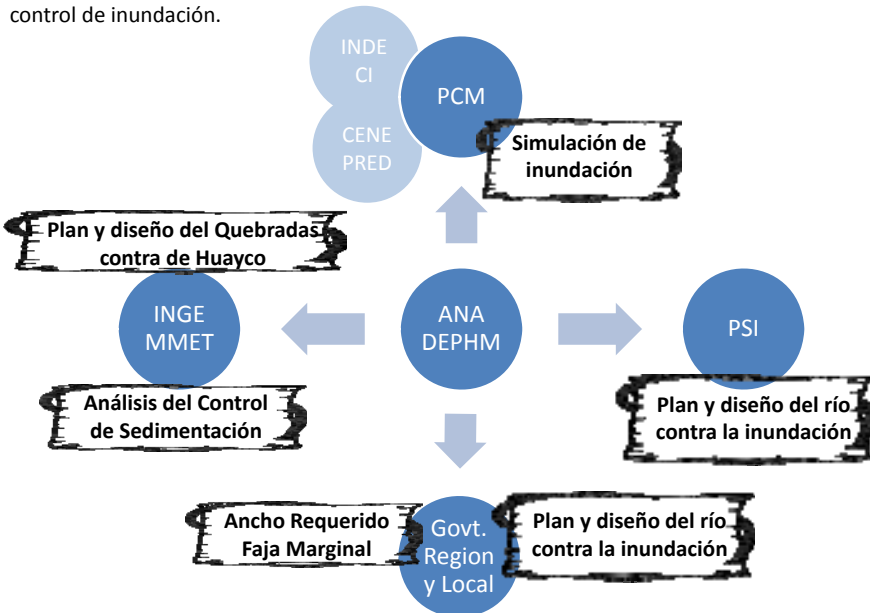 control de inundación.
INDE
CI
PCM
CENE
PRED
Simulación de
inundación
Plan y diseño del Quebradas
contra de Huayco
INGE
MMET
ANA
DEPHM
PSI
Análisis del Control
de Sedimentación
Plan y diseño del río
contra la inundación
Ancho Requerido
Faja Marginal
Govt.
Region
y Local
Plan y diseño del río
contra la inundación